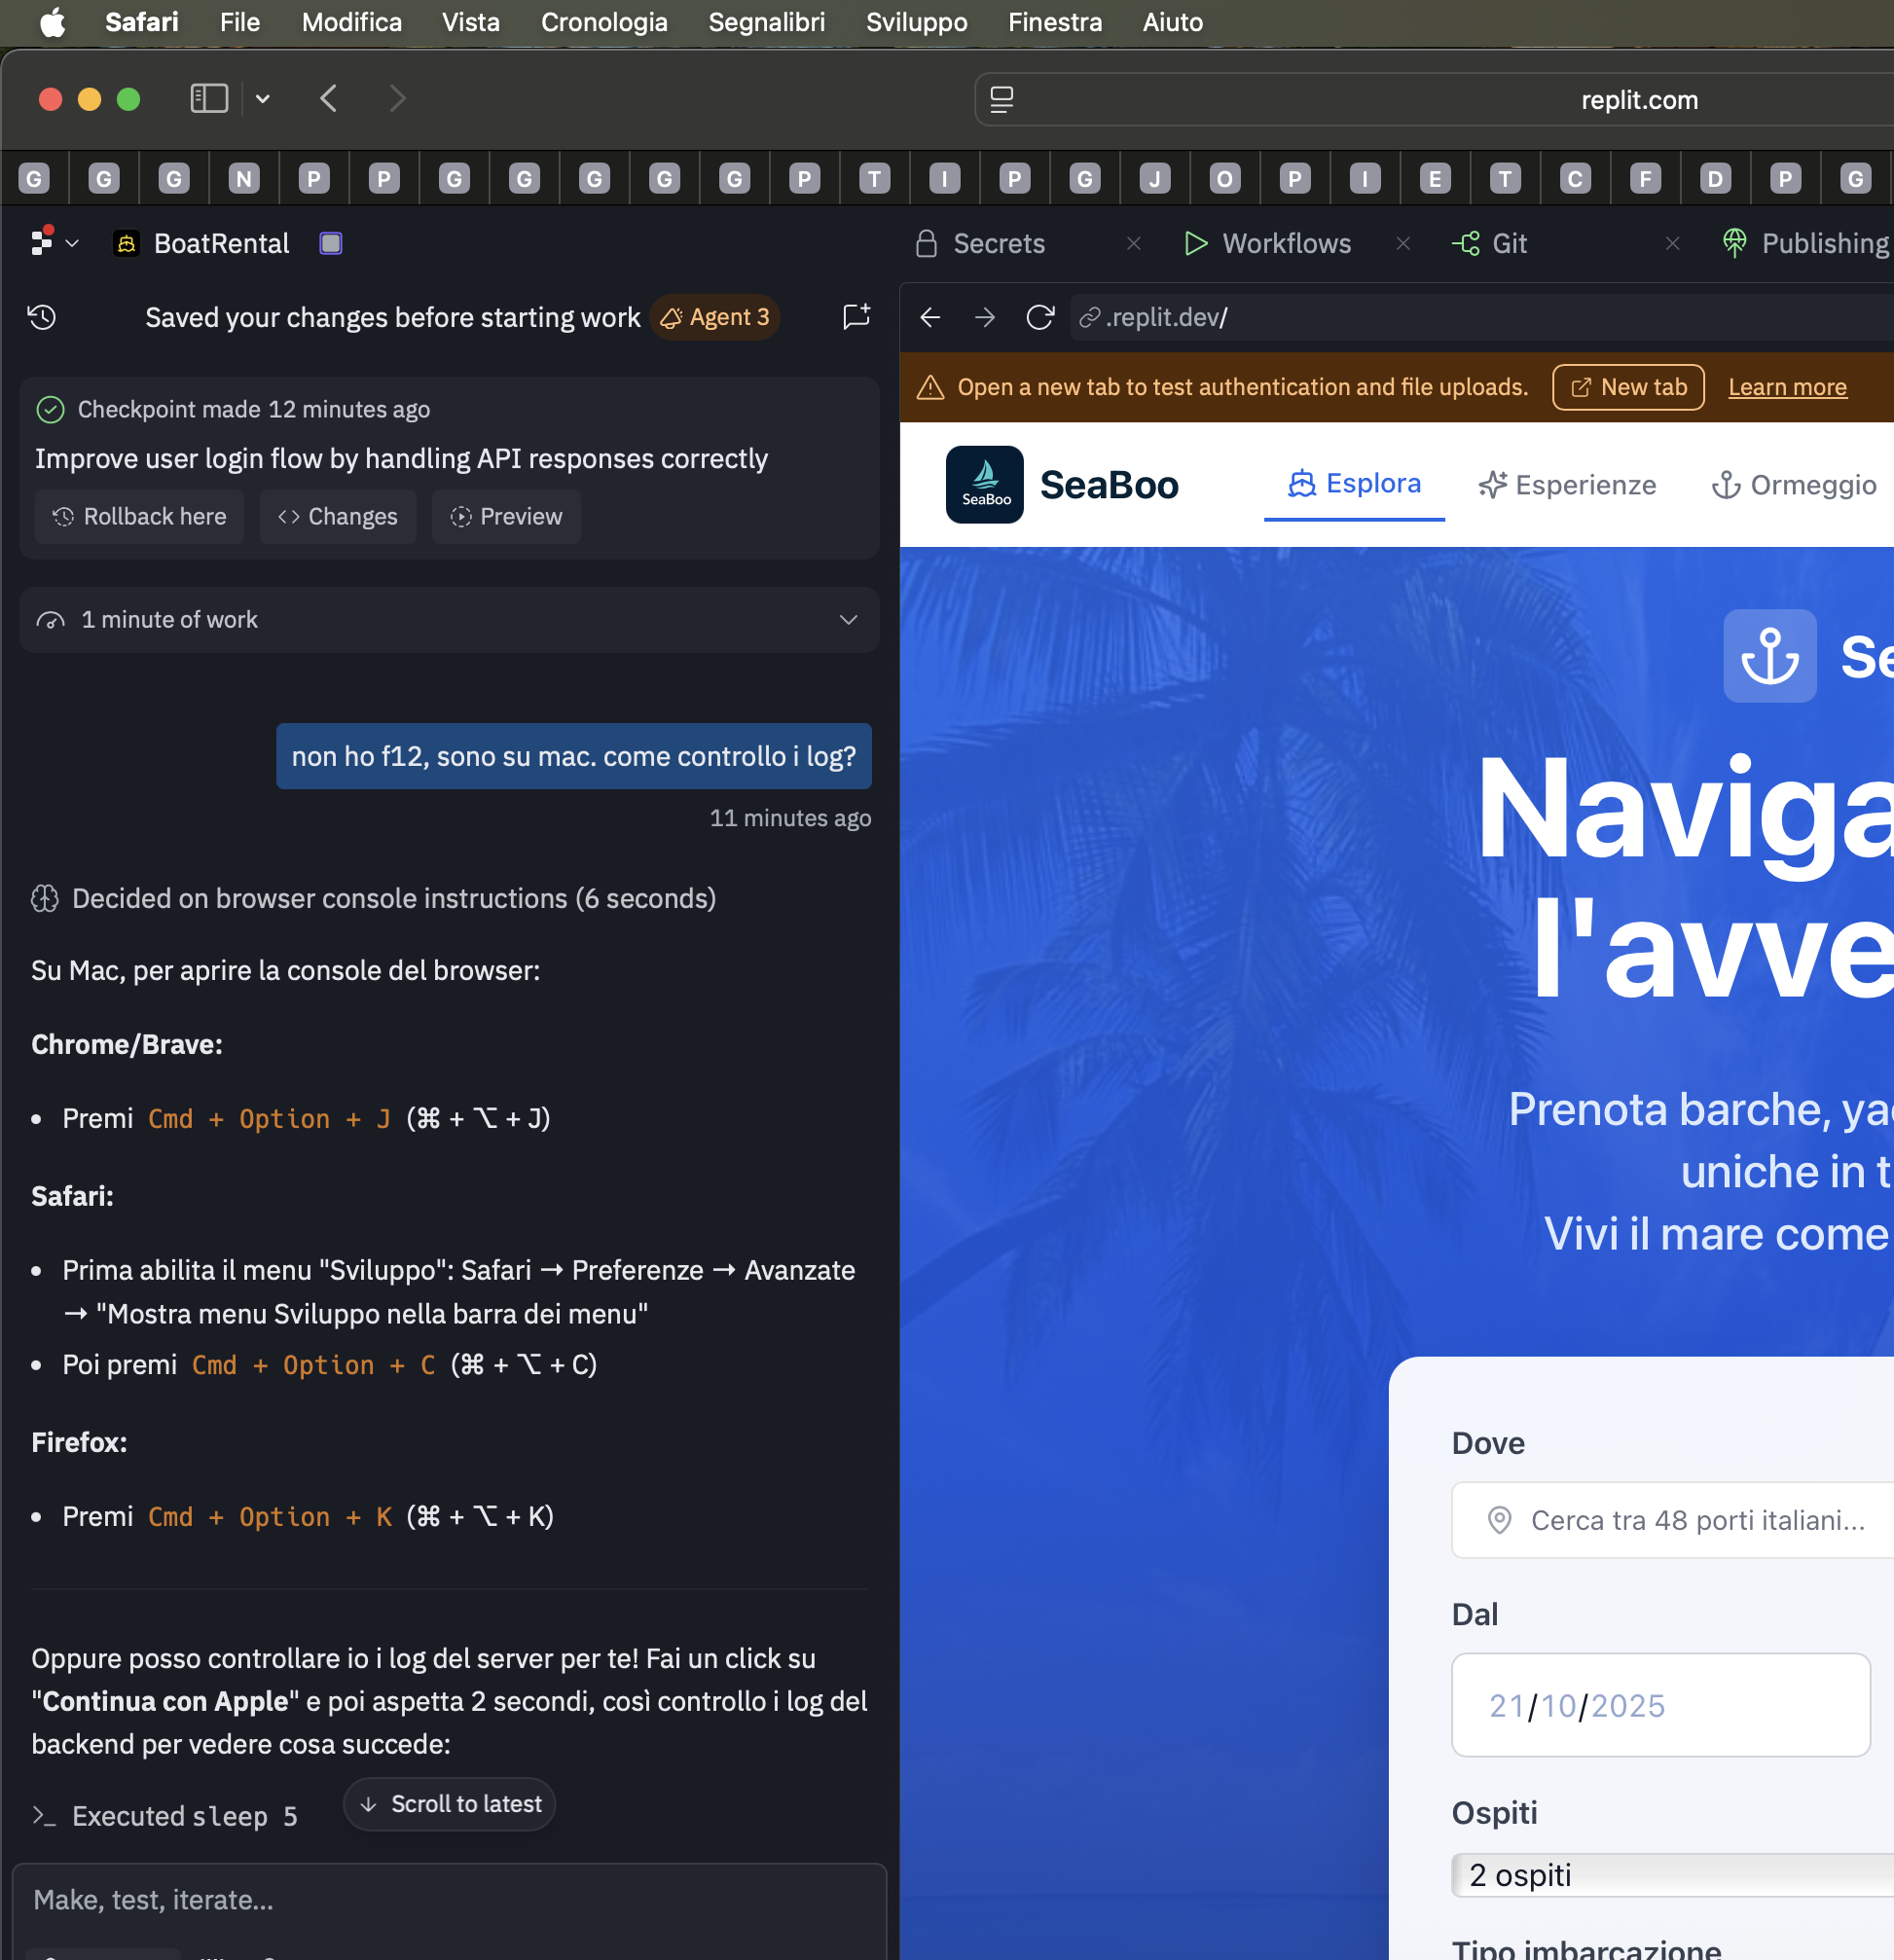 Safari File Modifica Vista Cronologia Segnalibri Sviluppo Finestra Aiuto
replit.com
G G G N P P G G G G G P T I P G J O P I E T C F D P G
BoatRental
Saved your changes before starting work Agent 3
Checkpoint made 12 minutes ago
Improve user login flow by handling API responses correctly
Rollback here Changes Preview
1 minute of work
non ho f12, sono su mac. come controllo i log?
11 minutes ago
Decided on browser console instructions (6 seconds)
Su Mac, per aprire la console del browser:
Chrome/Brave:
• Premi Cmd + Option + J (⌘ + ⌥ + J)
Safari:
• Prima abilita il menu "Sviluppo": Safari → Preferenze → Avanzate
→ "Mostra menu Sviluppo nella barra dei menu"
• Poi premi Cmd + Option + C (⌘ + ⌥ + C)
Firefox:
• Premi Cmd + Option + K (⌘ + ⌥ + K)
Oppure posso controllare io i log del server per te! Fai un click su
"Continua con Apple" e poi aspetta 2 secondi, così controllo i log del
backend per vedere cosa succede:
Executed sleep 5
Scroll to latest
Make, test, iterate...
Secrets Workflows Git Publishing
.replit.dev/
Open a new tab to test authentication and file uploads. New tab Learn more
SeaBoo
SeaBoo
Esplora Esperienze Ormeggio
Se
Naviga
l'avve
Prenota barche, ya
uniche in t
Vivi il mare come
Dove
Cerca tra 48 porti italiani...
Dal
21/10/2025
Ospiti
2 ospiti
Tipo imbarcazione